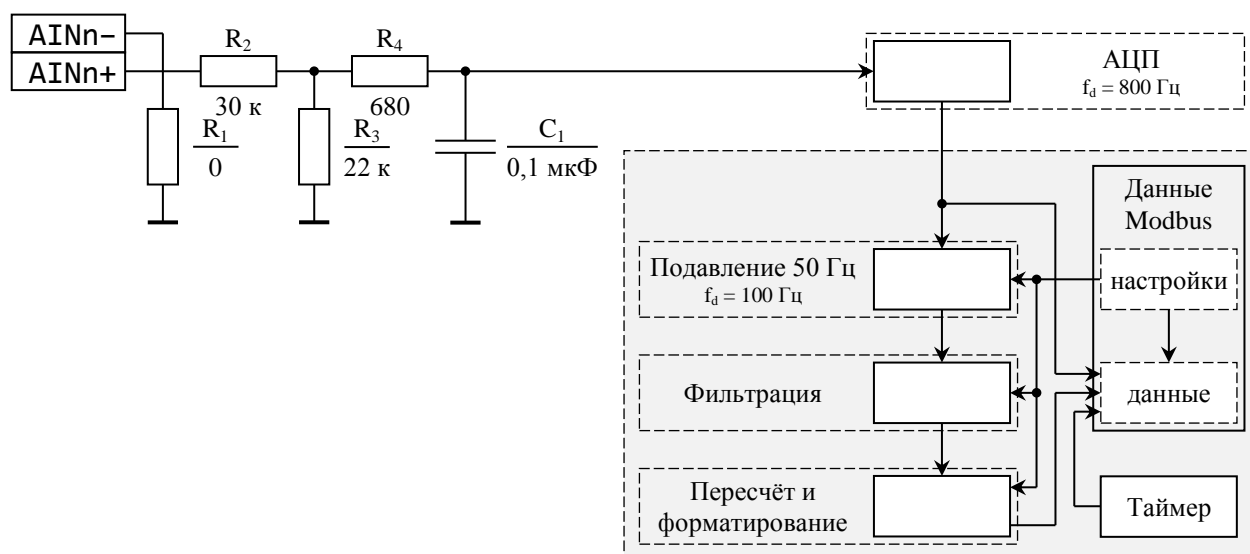 AINn−
AINn+
R2
30 к
R4
680
R1
0
R3
22 к
C1
0,1 мкФ
АЦП
fd = 800 Гц
Данные
Modbus
Подавление 50 Гц
fd = 100 Гц
настройки
Фильтрация
данные
Пересчёт и
форматирование
Таймер